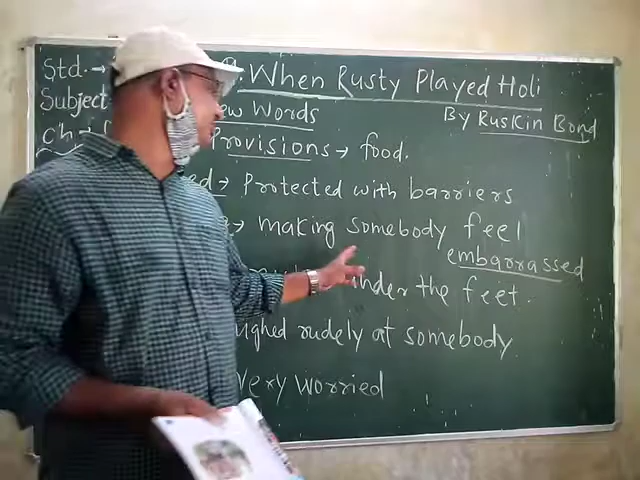 Std. → 9. When Rusty Played Holi
Subject New Words By Ruskin Bond
Ch → Provisions → food.
→ Protected with barriers
→ making somebody feel
embarrassed
under the feet.
rudely at somebody
very worried